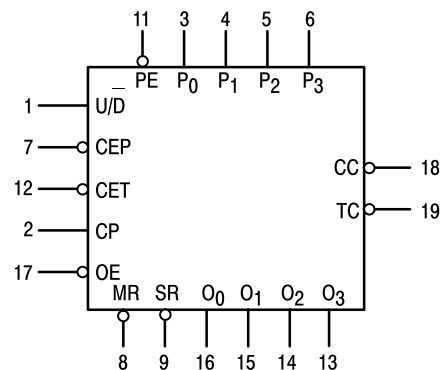 11 3 4 5 6
PE P0 P1 P2 P3
1 U/D̅
7 CEP
CC 18
12 CET
TC 19
2 CP
17 OE
MR SR O0 O1 O2 O3
8 9 16 15 14 13